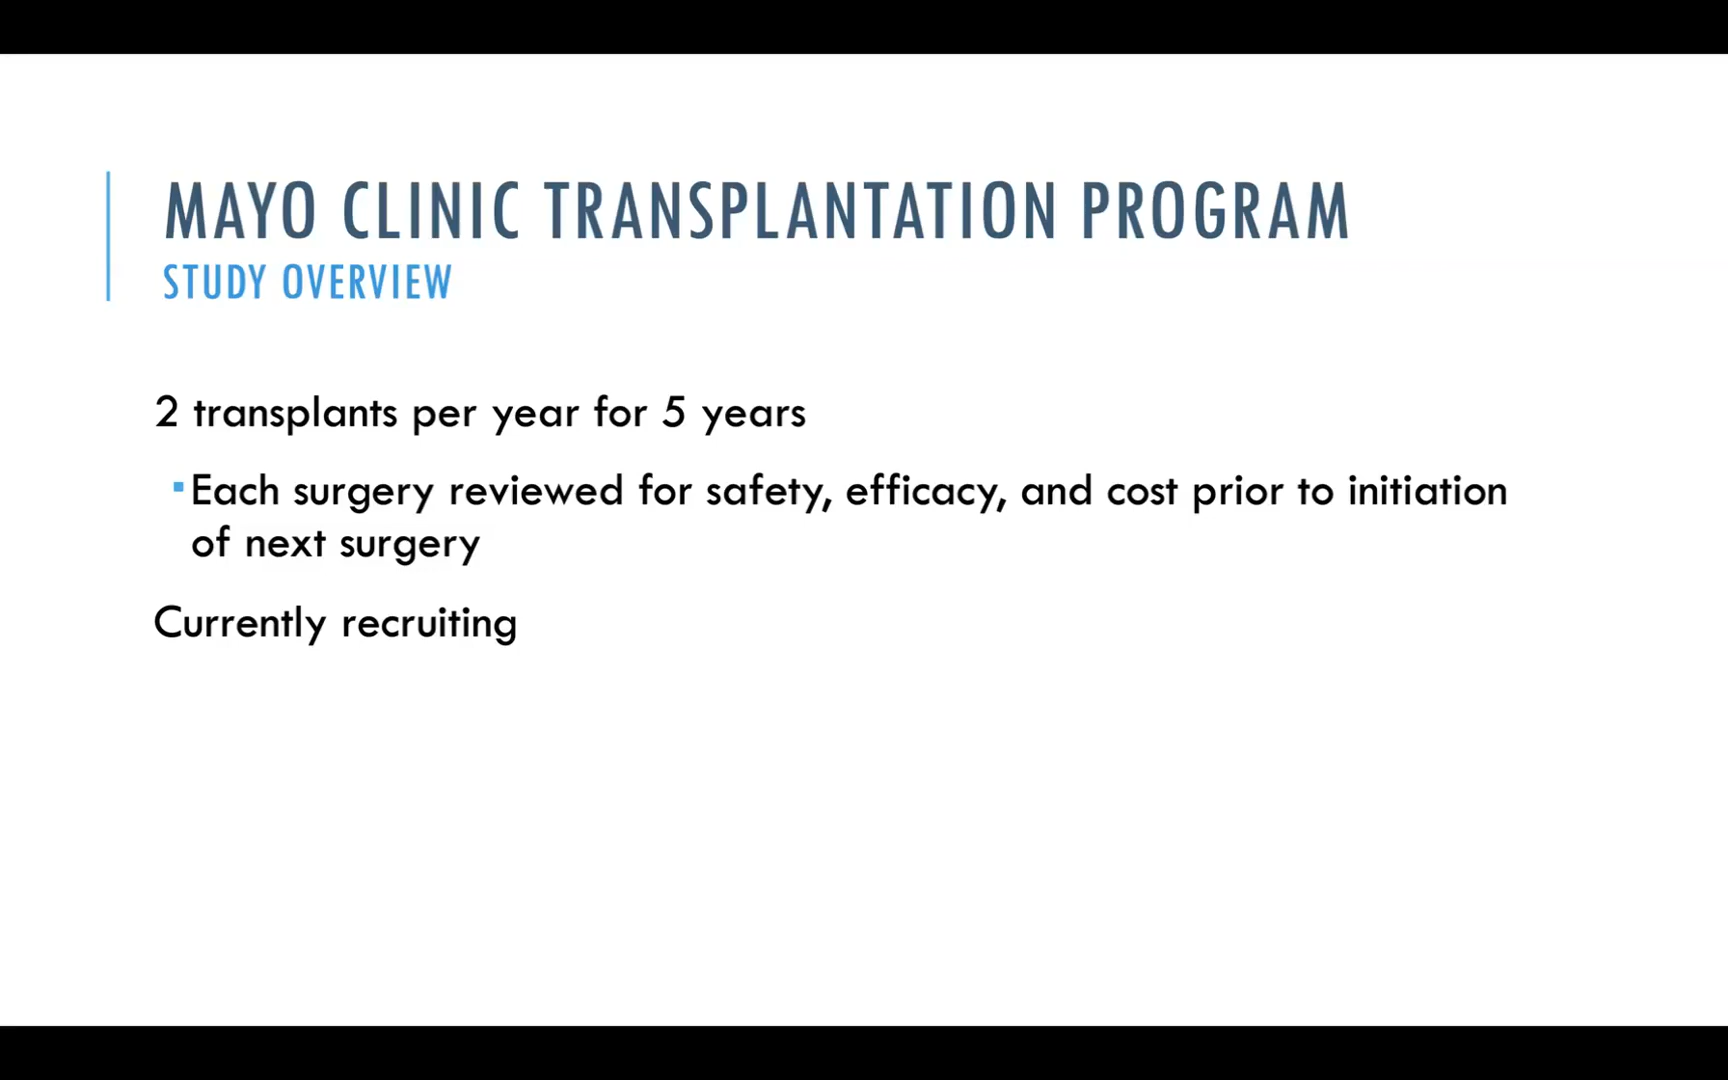 MAYO CLINIC TRANSPLANTATION PROGRAM
STUDY OVERVIEW
2 transplants per year for 5 years
▪Each surgery reviewed for safety, efficacy, and cost prior to initiation
of next surgery
Currently recruiting